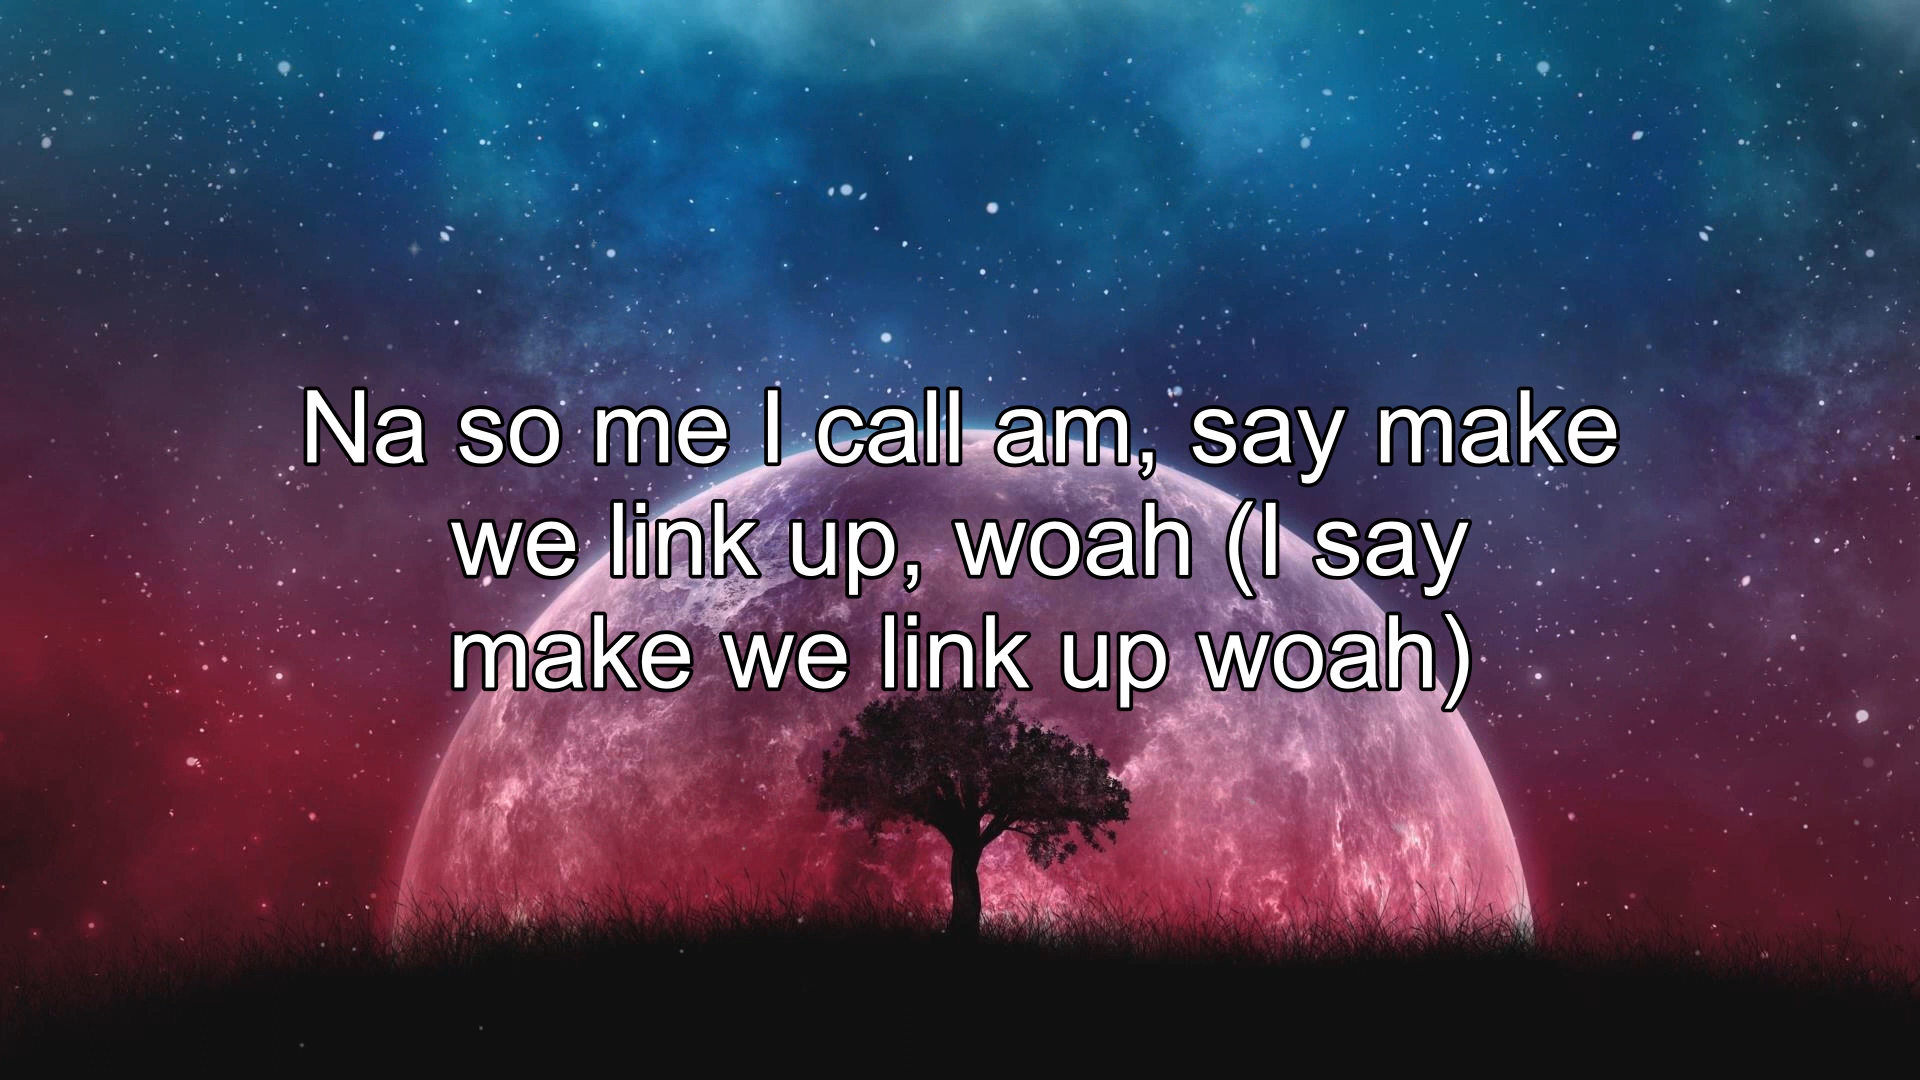 Na so me I call am, say make
we link up, woah (I say
make we link up woah)